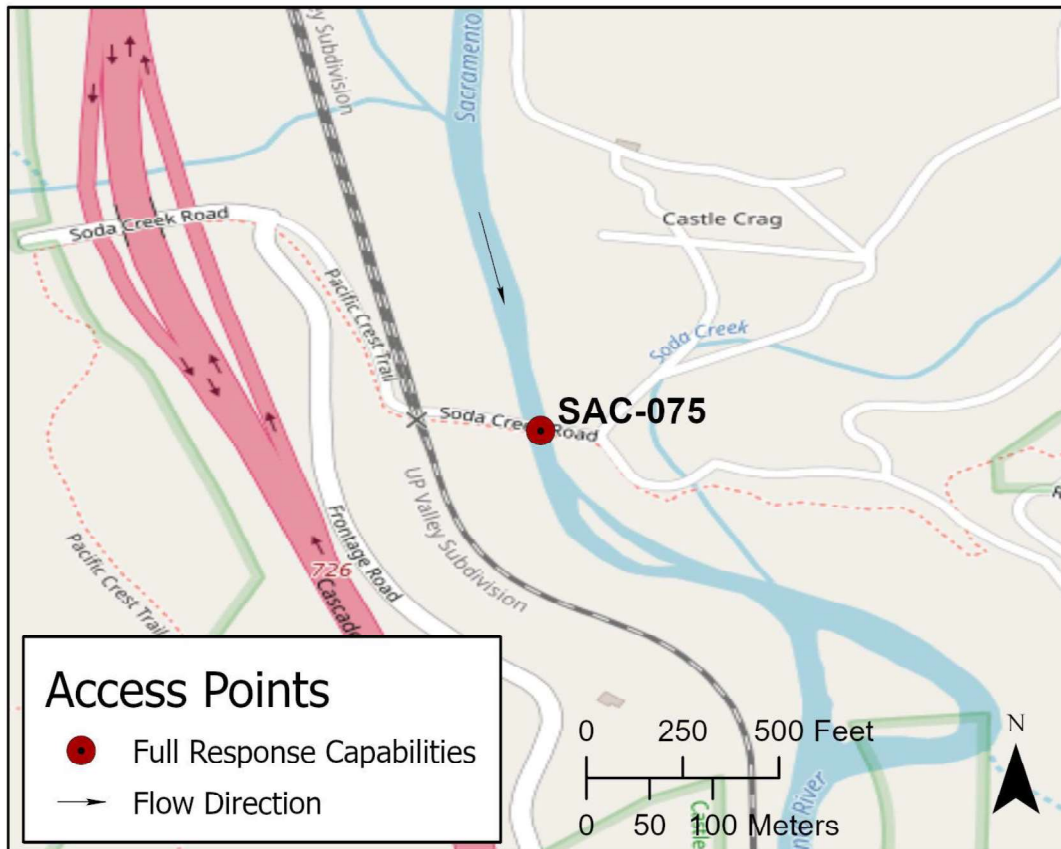 ley Subdivision
Sacramento
Soda Creek Road
Castle Crag
Pacific Crest Trail
Soda Creek
SAC-075
Soda Creek Road
UP Valley Subdivision
Frontage Road
726
Cascade
Pacific Crest Trail
R
Access Points
Full Response Capabilities
Flow Direction
0 250 500 Feet
0 50 100 Meters
N
River
Castle